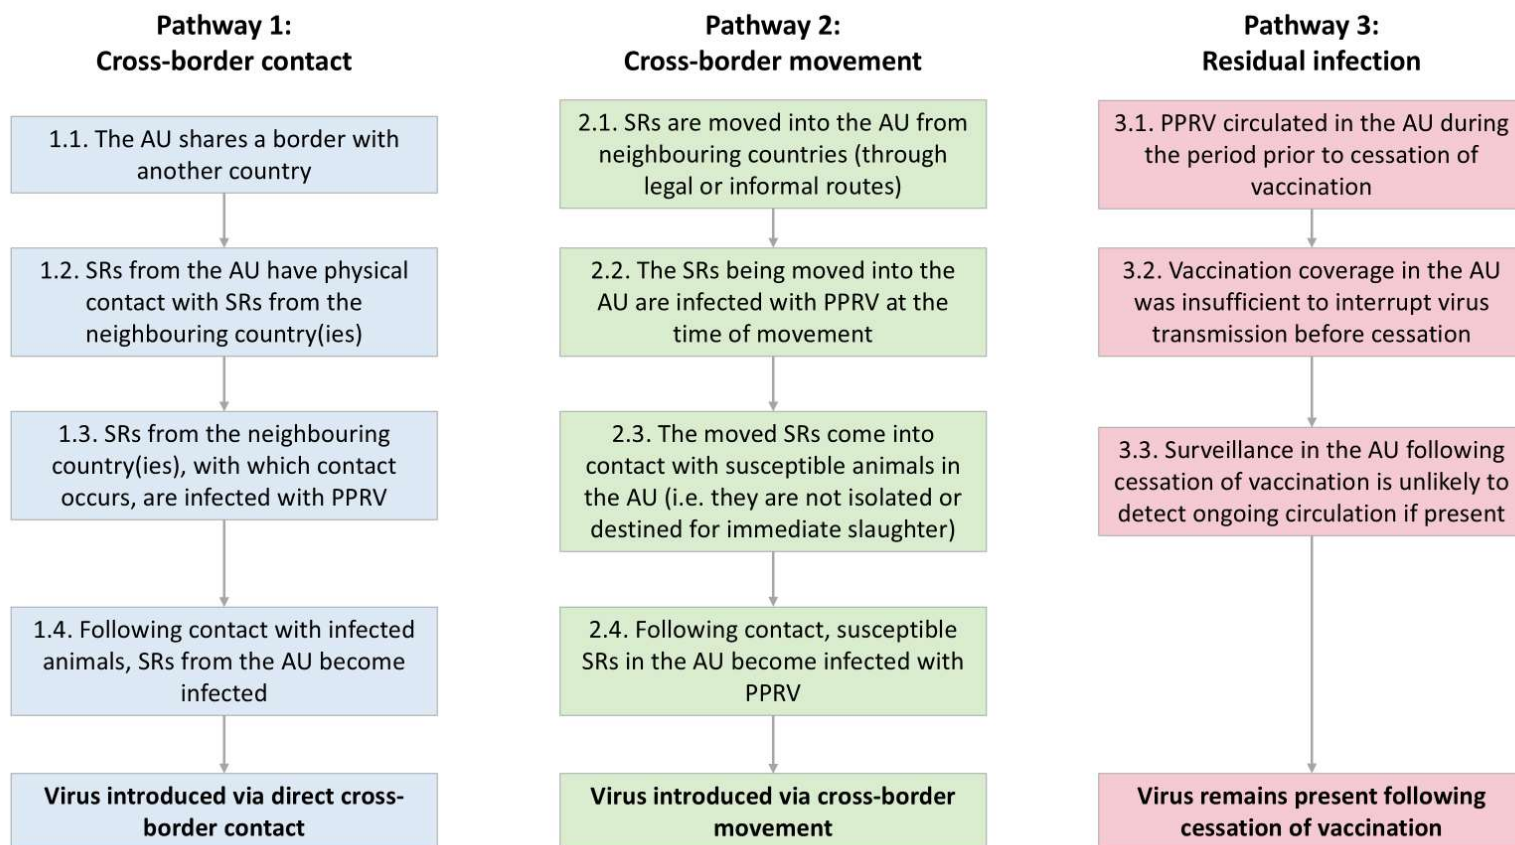 Pathway 1:
Cross-border contact
1.1. The AU shares a border with
another country
1.2. SRs from the AU have physical
contact with SRs from the
neighbouring country(ies)
1.3. SRs from the neighbouring
country(ies), with which contact
occurs, are infected with PPRV
1.4. Following contact with infected
animals, SRs from the AU become
infected
Virus introduced via direct cross-
border contact
Pathway 2:
Cross-border movement
2.1. SRs are moved into the AU from
neighbouring countries (through
legal or informal routes)
2.2. The SRs being moved into the
AU are infected with PPRV at the
time of movement
2.3. The moved SRs come into
contact with susceptible animals in
the AU (i.e. they are not isolated or
destined for immediate slaughter)
2.4. Following contact, susceptible
SRs in the AU become infected with
PPRV
Virus introduced via cross-border
movement
Pathway 3:
Residual infection
3.1. PPRV circulated in the AU during
the period prior to cessation of
vaccination
3.2. Vaccination coverage in the AU
was insufficient to interrupt virus
transmission before cessation
3.3. Surveillance in the AU following
cessation of vaccination is unlikely to
detect ongoing circulation if present
Virus remains present following
cessation of vaccination